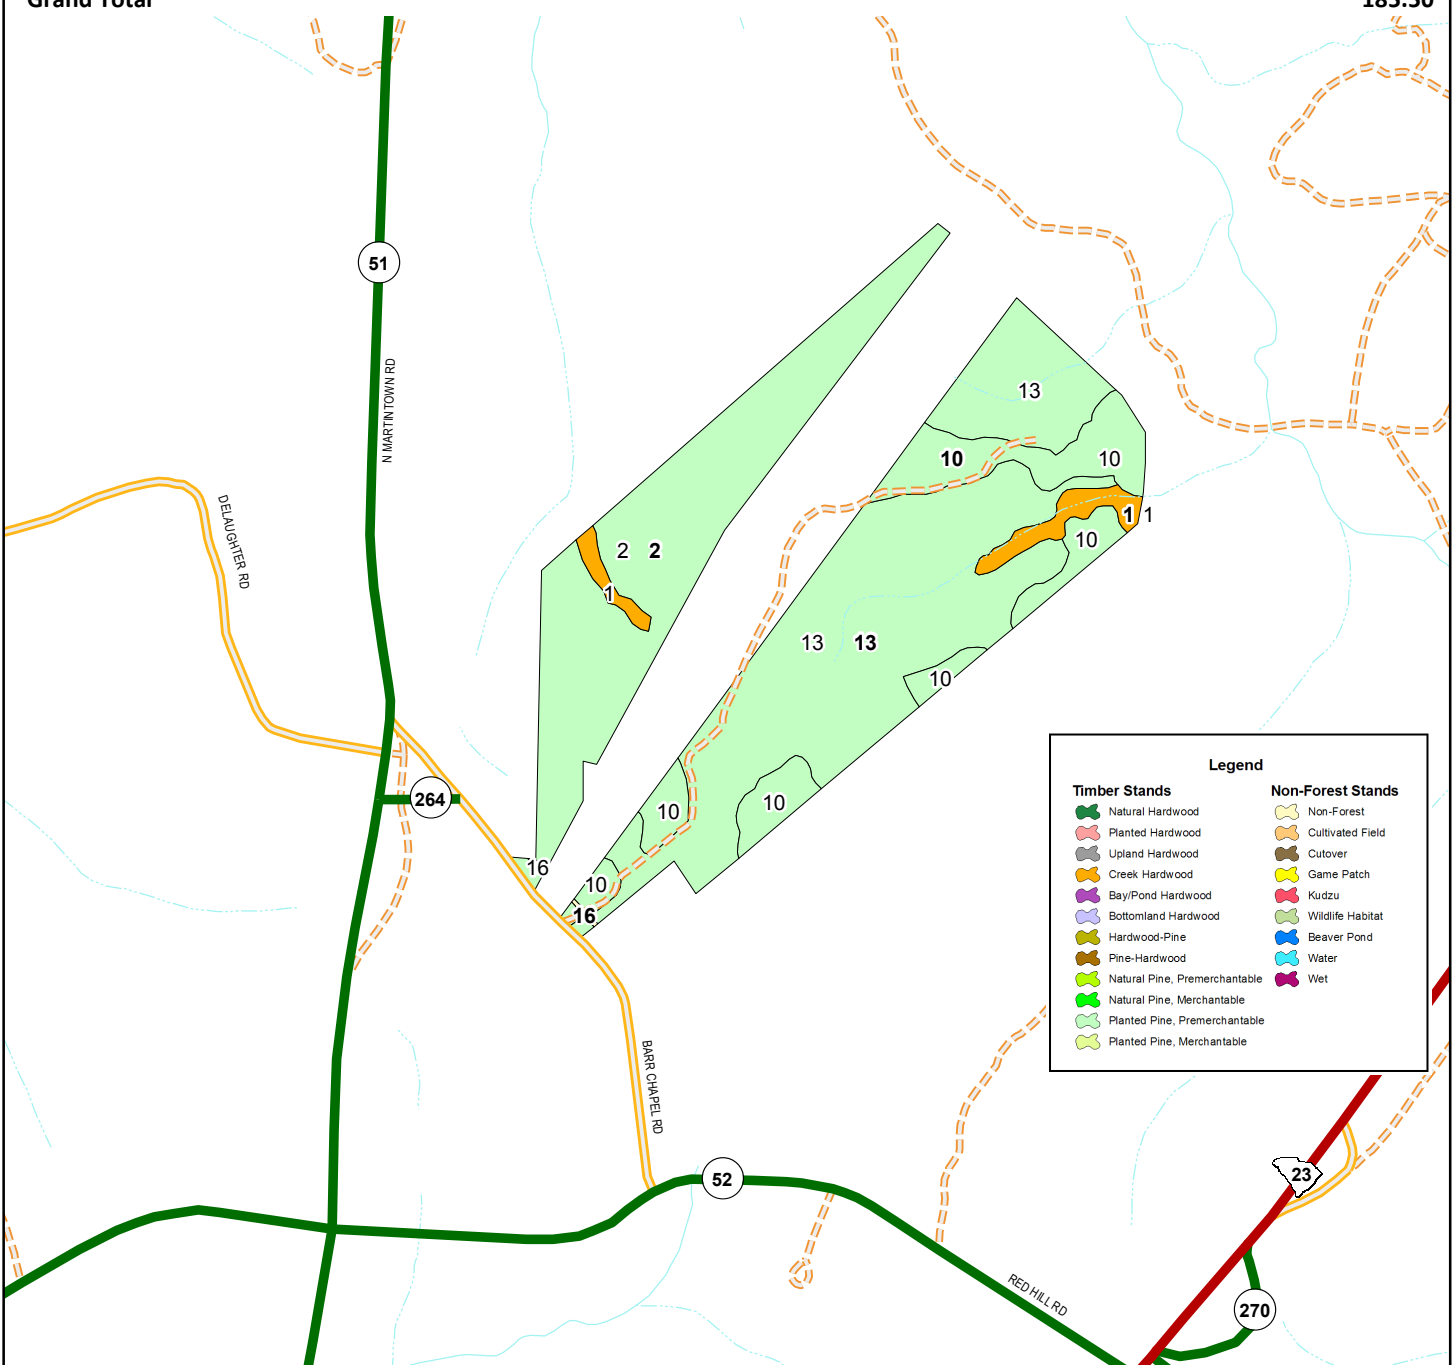 Grand Total 185.50
51
N MARTINTOWN RD
13
10
10
1 1
10
2 2
1
DELAUGHTER RD
13 13
10
264
10
10
16
10
16
Legend
Timber Stands
Natural Hardwood
Planted Hardwood
Upland Hardwood
Creek Hardwood
Bay/Pond Hardwood
Bottomland Hardwood
Hardwood-Pine
Pine-Hardwood
Natural Pine, Premerchantable
Natural Pine, Merchantable
Planted Pine, Premerchantable
Planted Pine, Merchantable
Non-Forest Stands
Non-Forest
Cultivated Field
Cutover
Game Patch
Kudzu
Wildlife Habitat
Beaver Pond
Water
Wet
BARR CHAPEL RD
52
23
RED HILL RD
270